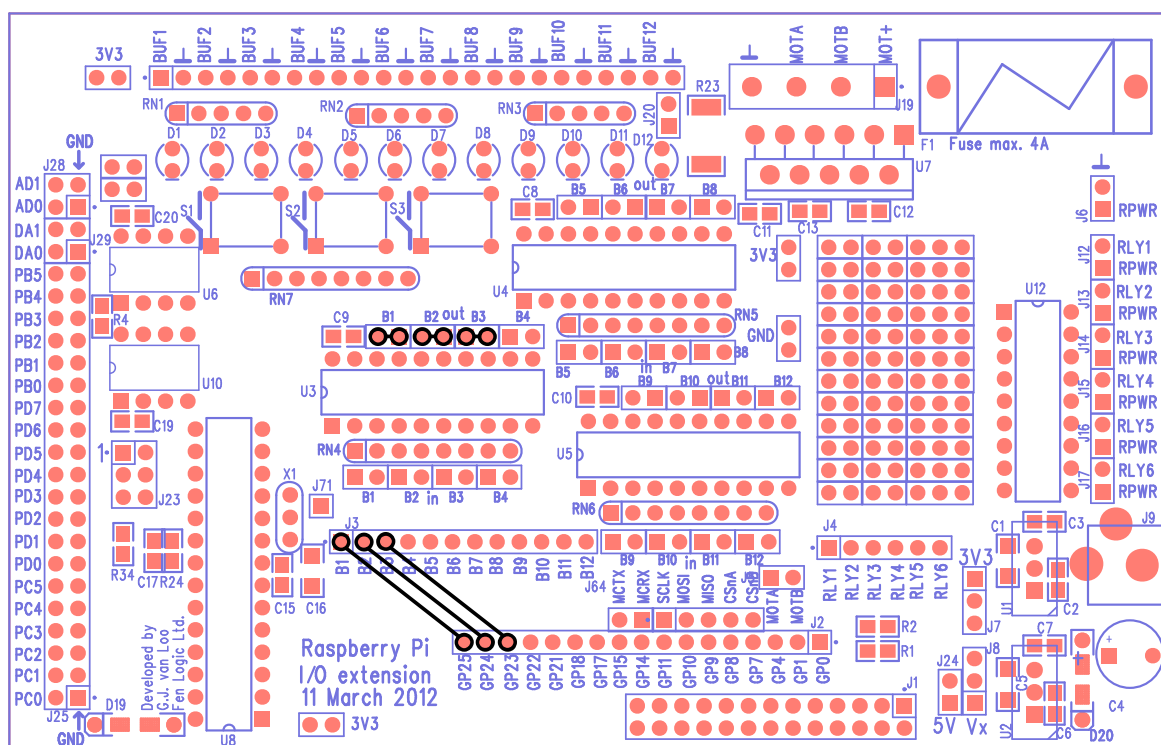 3V3
BUF1 BUF2 BUF3 BUF4 BUF5 BUF6 BUF7 BUF8 BUF9 BUF10 BUF11 BUF12
MOTA MOTB MOT+
RN1 RN2 RN3 J20 R23 J19
F1 Fuse max. 4A
D1 D2 D3 D4 D5 D6 D7 D8 D9 D10 D11 D12
U7
GND
J28
AD1
AD0
DA1
DA0
PB5
PB4
PB3
PB2
PB1
PB0
PD7
PD6
PD5
PD4
PD3
PD2
PD1
PD0
PC5
PC4
PC3
PC2
PC1
PC0
J29
J25
GND
C20
S1 S2 S3
C8
B5 B6 out B7 B8
C11 C13 C12
3V3
J6 RPWR
U6
R4
RN7
U4
U10
C19
1
J23
C9
B1 B2 out B3 B4
RN5
GND
U3
B5 B6 in B7 B8
C10
B9 B10 out B11 B12
U12
J12 RLY1
RPWR
J13 RLY2
RPWR
J14 RLY3
RPWR
J15 RLY4
RPWR
J16 RLY5
RPWR
J17 RLY6
RPWR
RN4
B1 B2 in B3 B4
U5
RN6
X1
J71
J3
B1 B4 B5 B6 B7 B8 B9 B10 B11 B12
B9 B10 in B11 B12
J4
RLY1 RLY2 RLY3 RLY4 RLY5 RLY6
R34 C17 R24
C15 C16
J64
MCTX MCRX SCLK MOSI MISO CSnA
MOTA MOTB
J2
GP25 GP24 GP23 GP22 GP21 GP18 GP17 GP15 GP14 GP11 GP10 GP9 GP8 GP7 GP4 GP1 GP0
R2
R1
C1 C3 J9
3V3
U1 C2
J7
C7
J8
J24
C5
5V Vx
U2 C6
C4
D20
J1
Raspberry Pi
I/O extension
11 March 2012
3V3
Developed by
G.J. van Loo
Fen Logic Ltd.
D19
U8